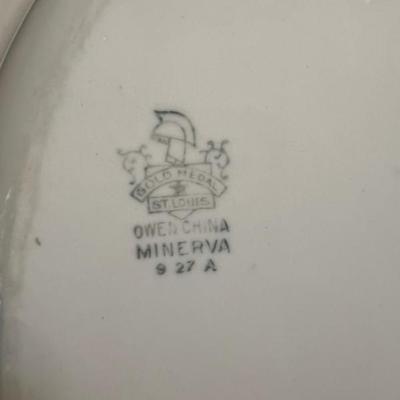 GOLD MEDAL
ST. LOUIS
OWEN CHINA
MINERVA
9 27 A